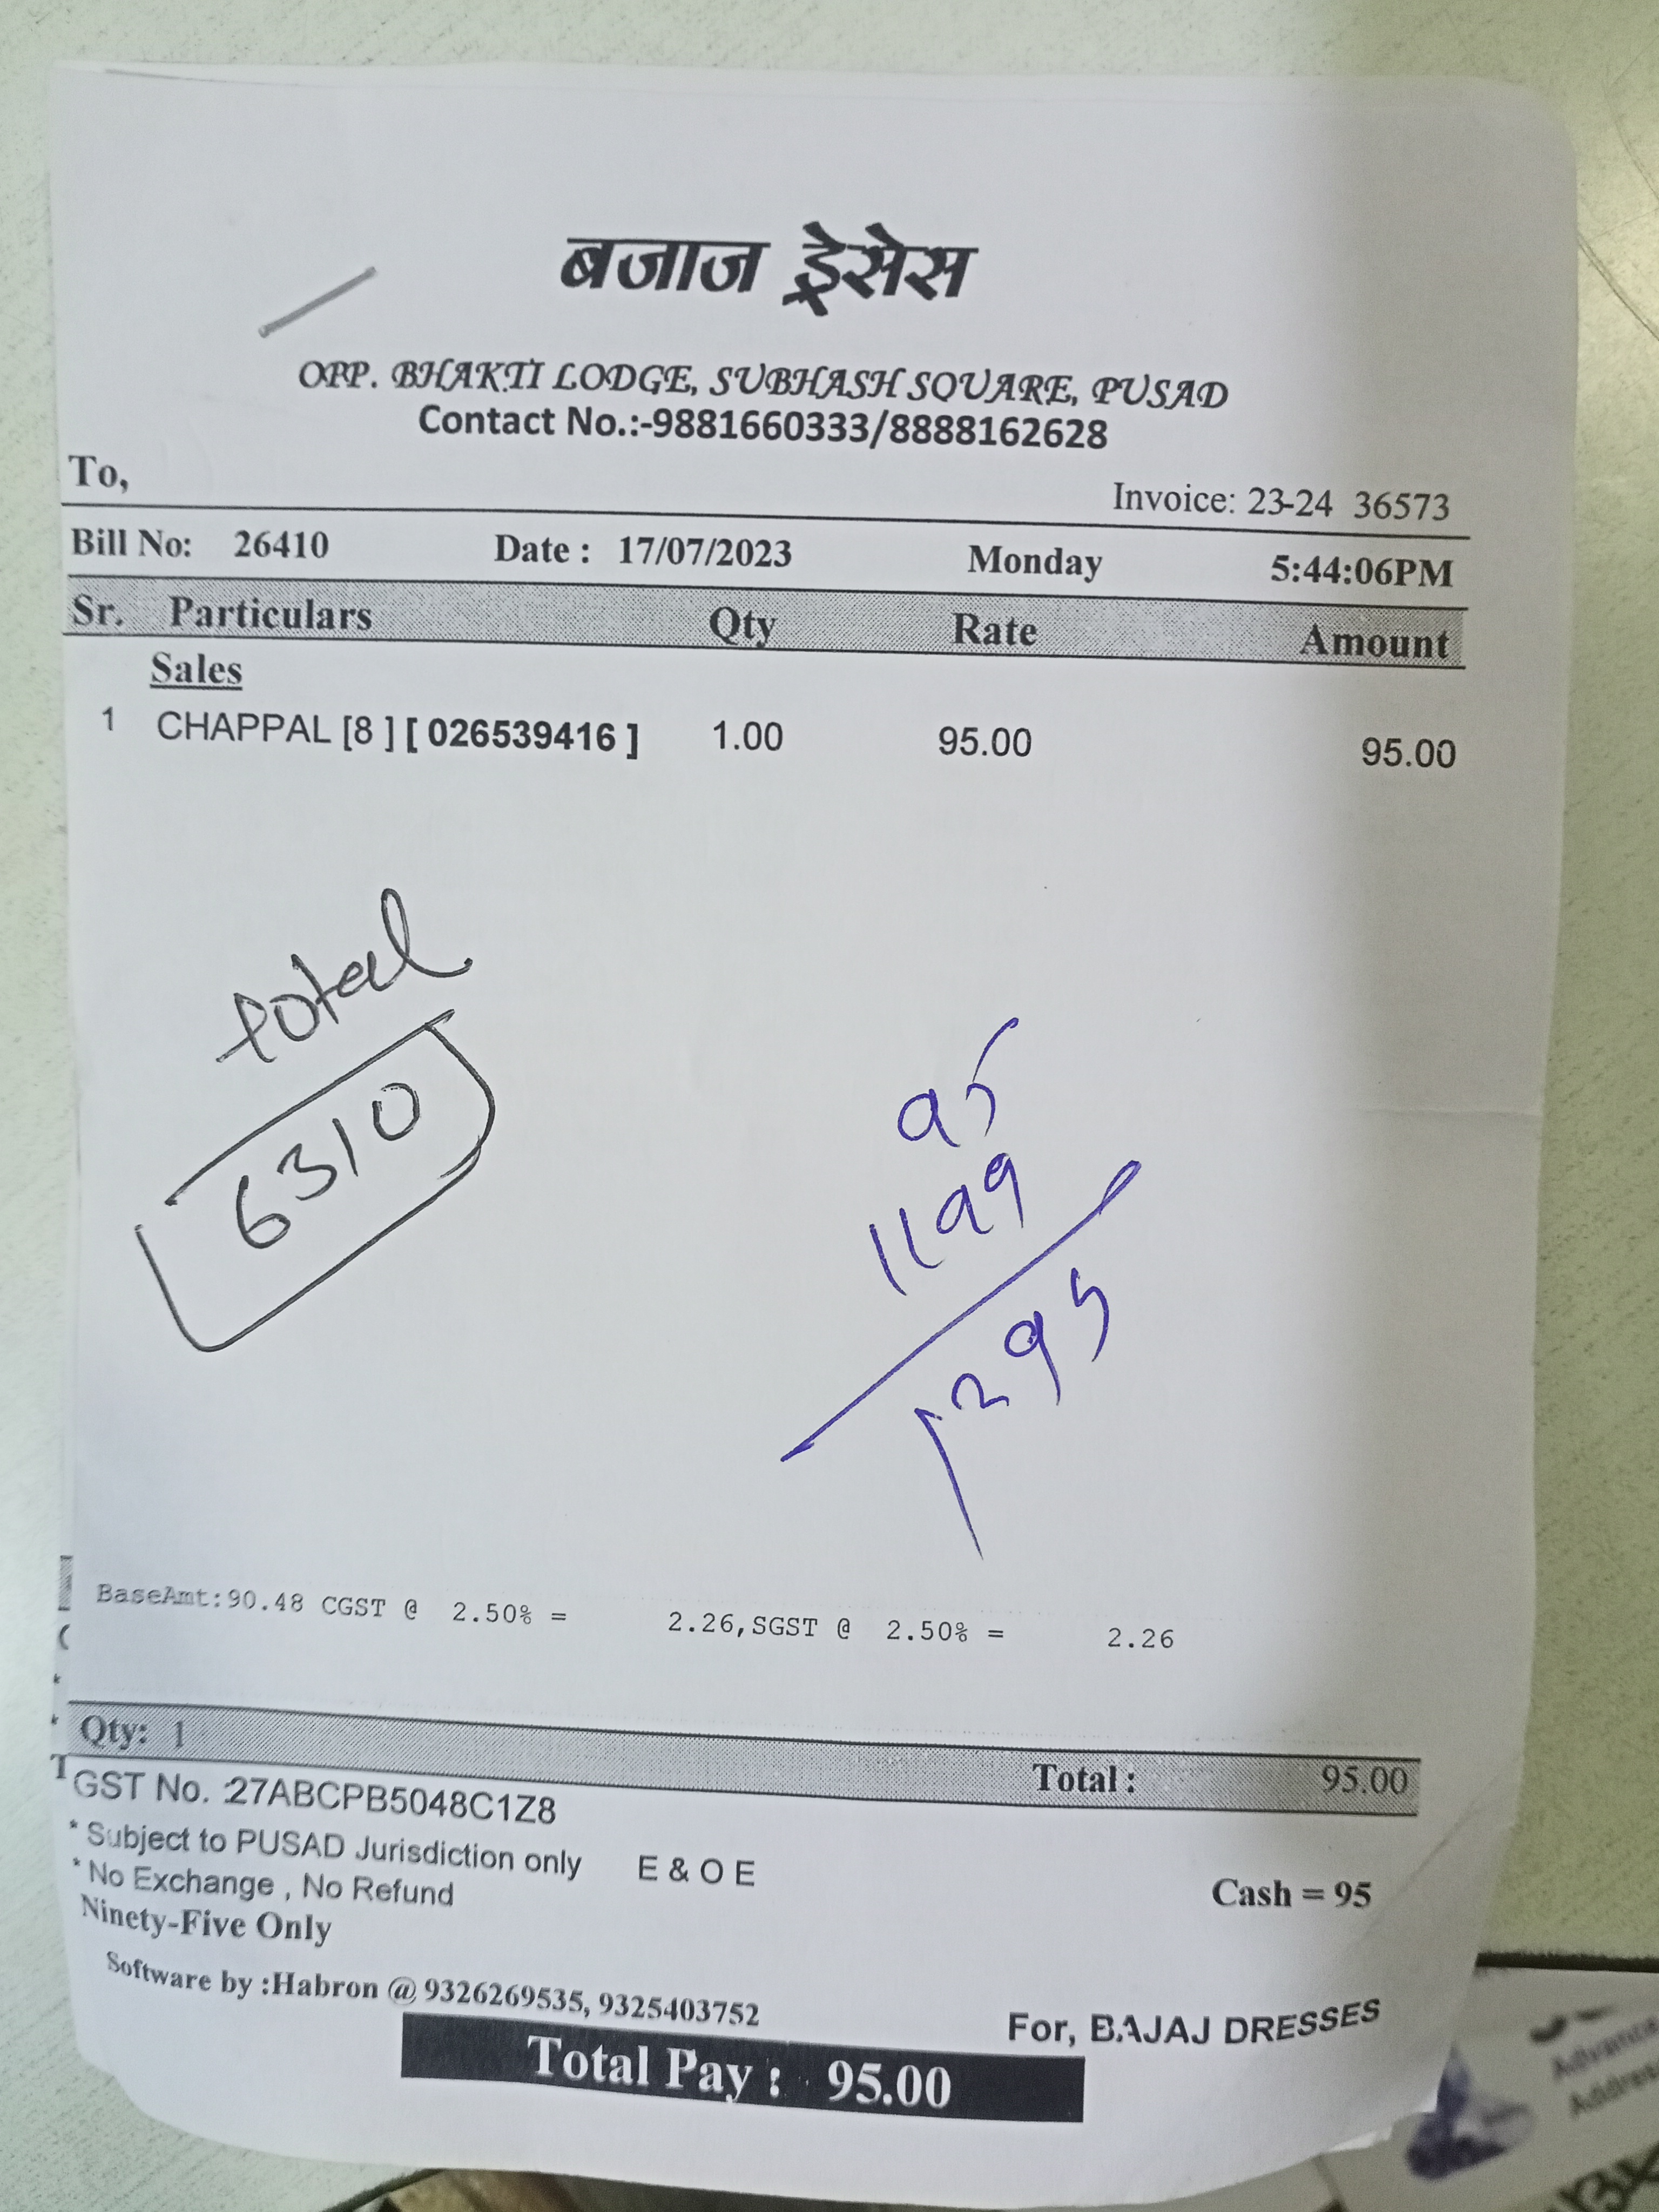 बजाज ड्रेसेस
OPP. BHAKTI LODGE, SUBHASH SQUARE, PUSAD
Contact No.:-9881660333/8888162628
To,
Invoice: 23-24 36573
Bill No: 26410 Date : 17/07/2023 Monday 5:44:06PM
Sr. Particulars Qty Rate Amount
Sales
1 CHAPPAL [8 ] [ 026539416 ] 1.00 95.00 95.00
total
6310
95
1199
1295
BaseAmt:90.48 CGST @ 2.50% = 2.26,SGST @ 2.50% = 2.26
Qty: 1 Total : 95.00
GST No. :27ABCPB5048C1Z8
* Subject to PUSAD Jurisdiction only E & O E
* No Exchange , No Refund
Cash = 95
Ninety-Five Only
Software by :Habron @ 9326269535, 9325403752
For, BAJAJ DRESSES
Total Pay : 95.00